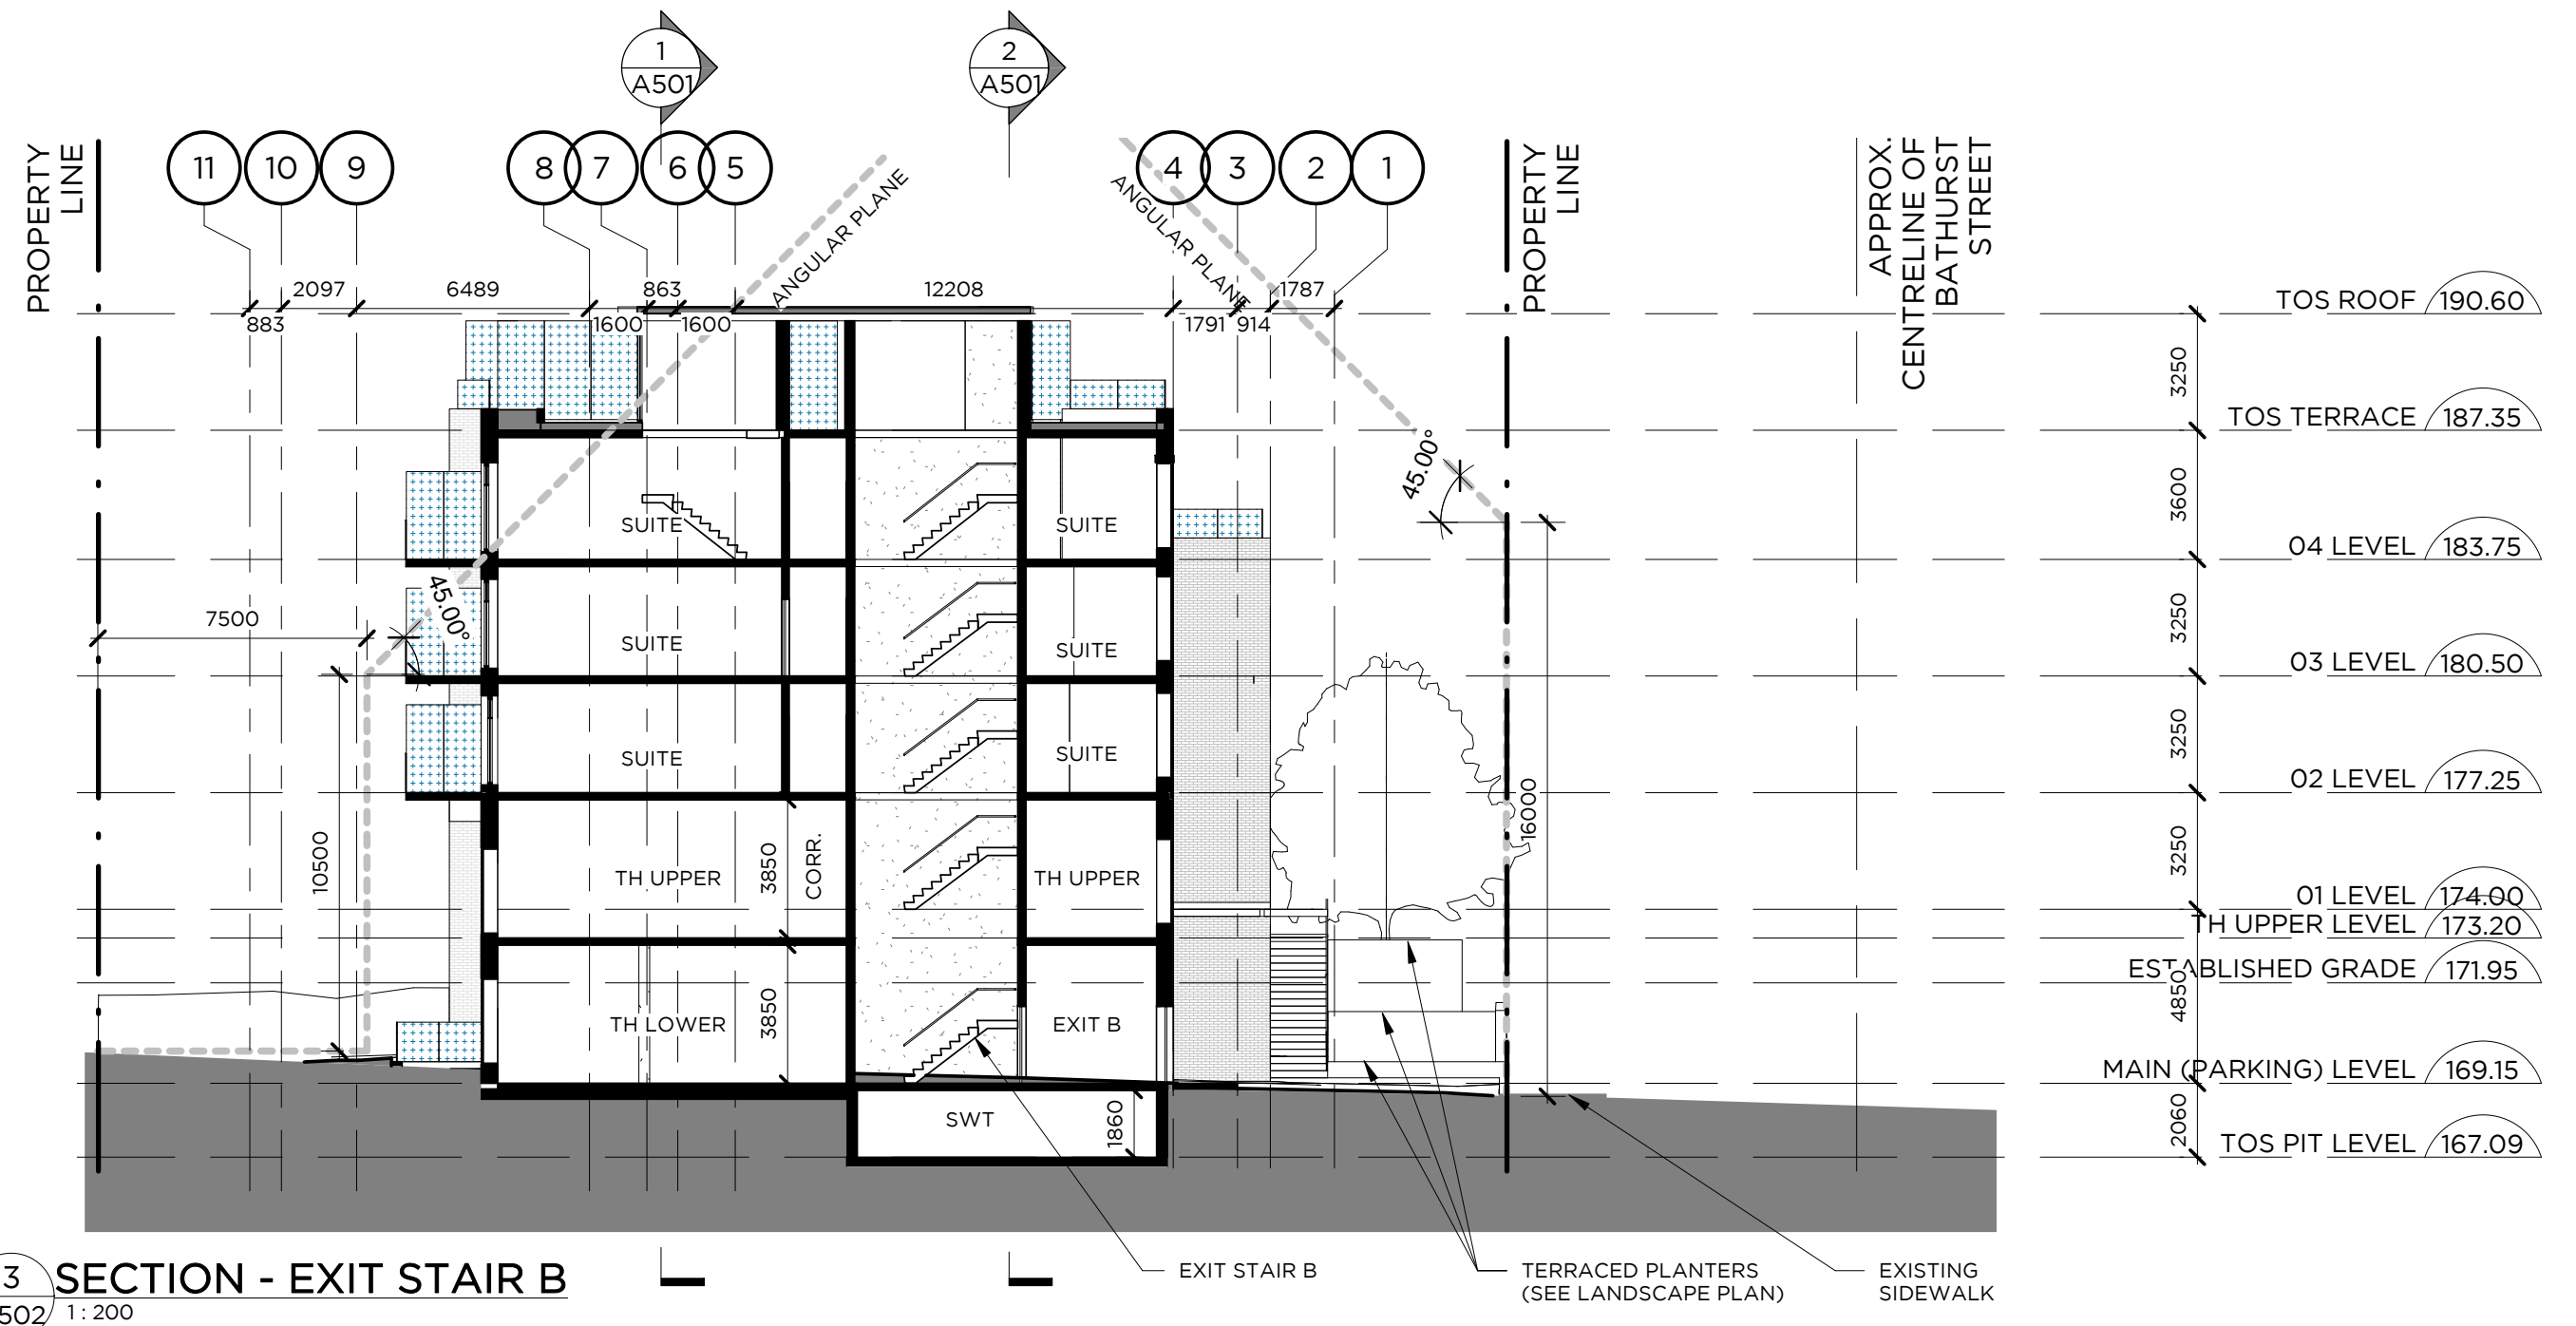 1
A501
2
A501
PROPERTY
LINE
11
10
9
8
7
6
5
4
3
2
1
ANGULAR PLANE
ANGULAR PLANE
PROPERTY
LINE
APPROX.
CENTRELINE OF
BATHURST
STREET
2097
6489
863
12208
1787
883
1600
1600
1791
914
TOS ROOF 190.60
3250
TOS TERRACE 187.35
45.00°
3600
SUITE
SUITE
04 LEVEL 183.75
45.00°
7500
3250
SUITE
SUITE
03 LEVEL 180.50
3250
SUITE
SUITE
02 LEVEL 177.25
16000
10500
3850
CORR.
3250
TH UPPER
TH UPPER
01 LEVEL 174.00
TH UPPER LEVEL 173.20
ESTABLISHED GRADE 171.95
4850
3850
TH LOWER
EXIT B
MAIN (PARKING) LEVEL 169.15
SWT
1860
2060
TOS PIT LEVEL 167.09
3
502
SECTION - EXIT STAIR B
1 : 200
EXIT STAIR B
TERRACED PLANTERS
(SEE LANDSCAPE PLAN)
EXISTING
SIDEWALK